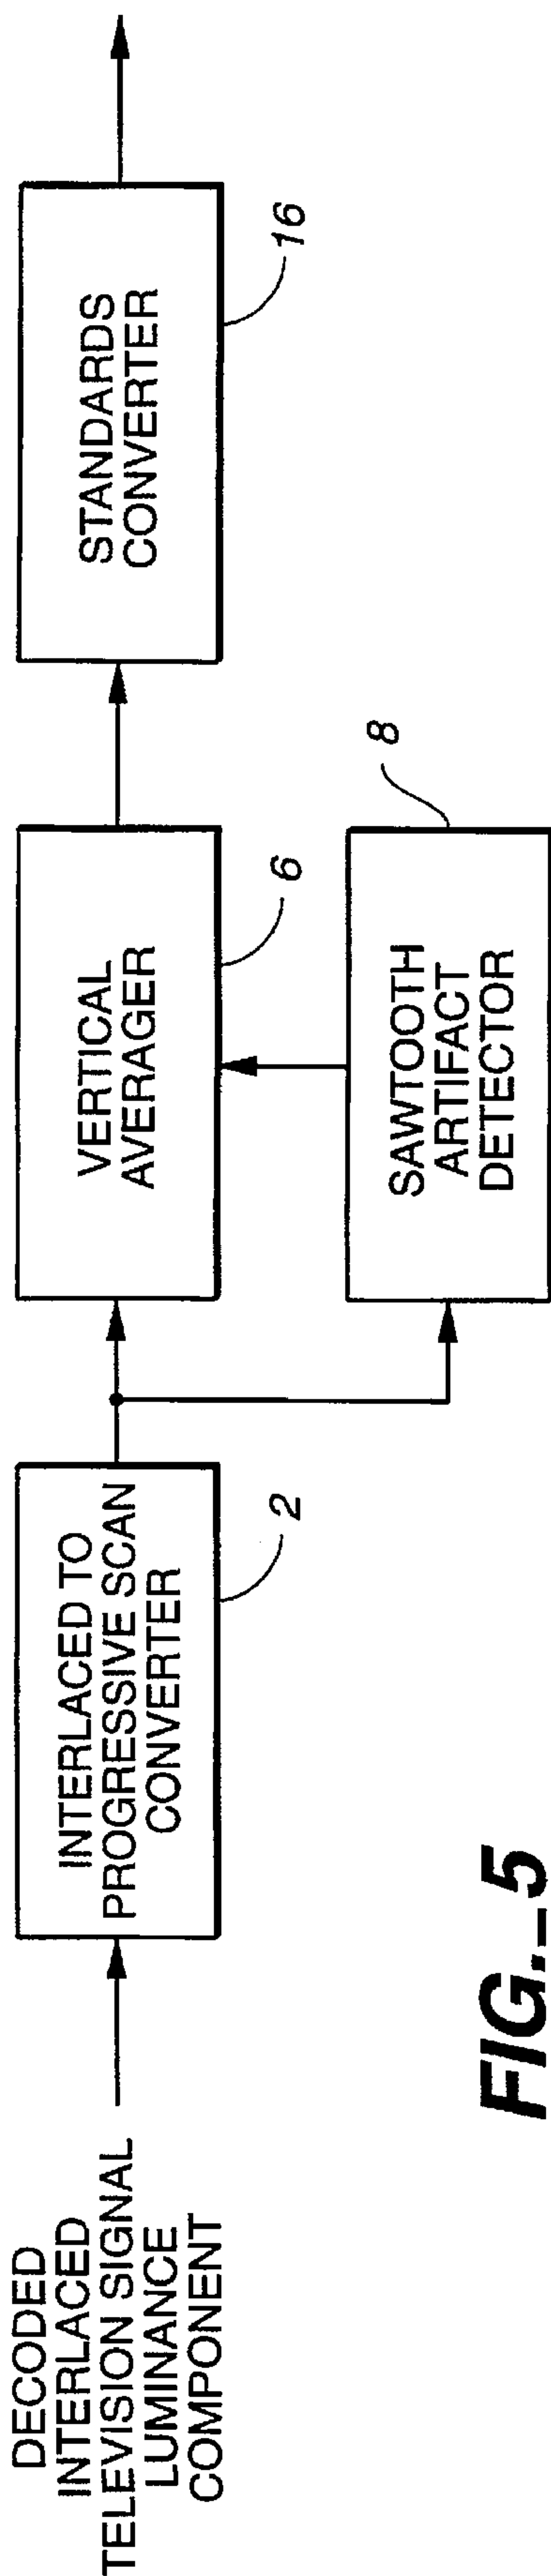 DECODED
INTERLACED
TELEVISION SIGNAL
LUMINANCE
COMPONENT
INTERLACED TO
PROGRESSIVE SCAN
CONVERTER
2
VERTICAL
AVERAGER
6
SAWTOOTH
ARTIFACT
DETECTOR
8
STANDARDS
CONVERTER
16
FIG._5